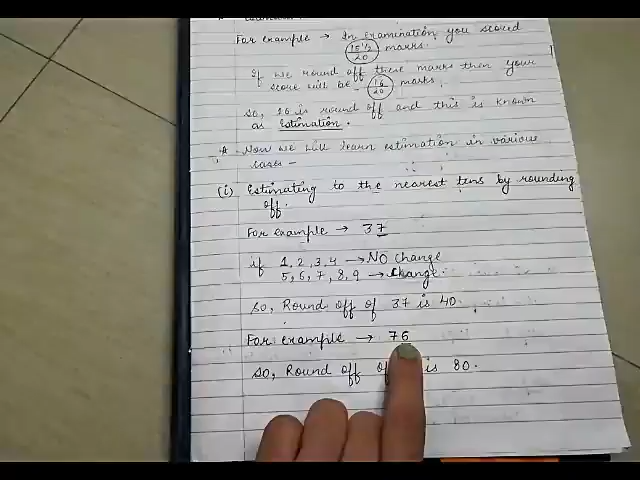 For example → In examination you scored
15 1/2 / 20 marks.
if we round off these marks then your
score will be - 16/20 marks.
so, 16 is round off and this is known
as Estimation.
* Now we will learn estimation in various
cases -
(i) Estimating to the nearest tens by rounding
off.
For example → 37
if 1, 2, 3, 4 → NO change
5, 6, 7, 8, 9 → change.
so, Round off of 37 is 40.
For example → 76
so, Round off of is 80.